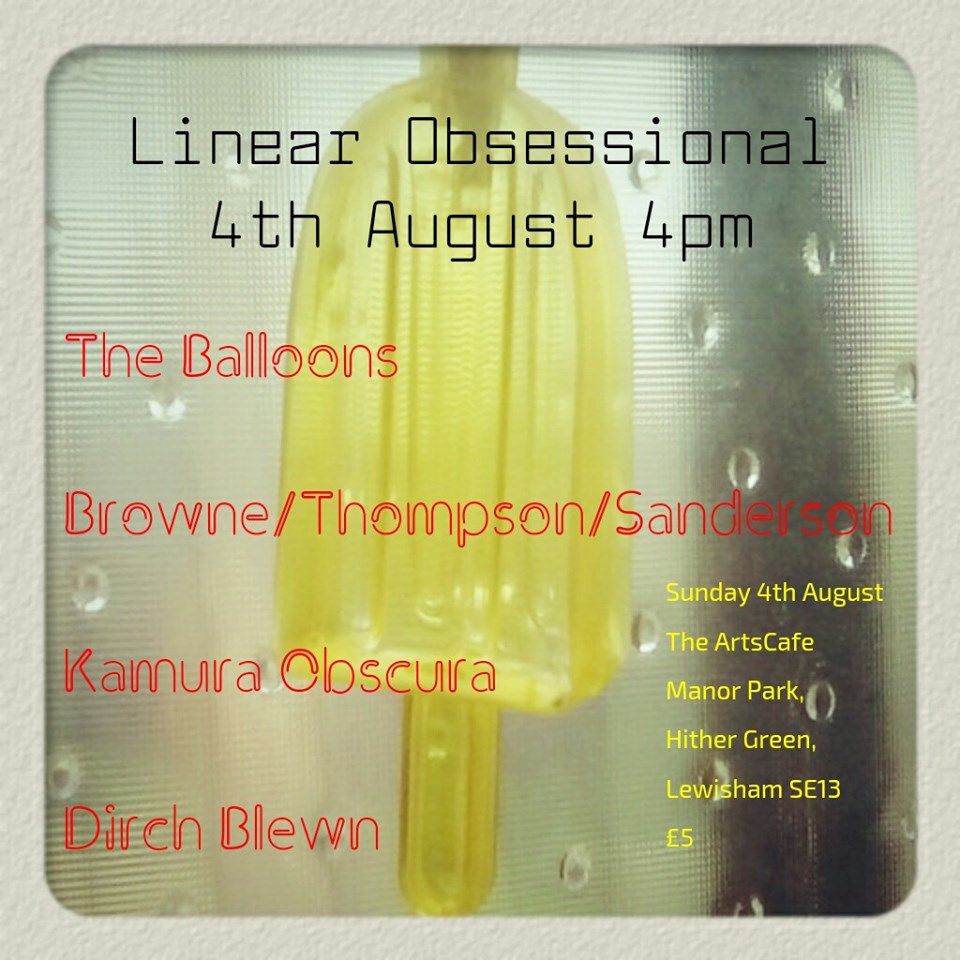 Linear Obsessional
4th August 4pm
The Balloons
Browne/Thompson/Sanderson
Kamura Obscura
Dirch Blewn
Sunday 4th August
The ArtsCafe
Manor Park,
Hither Green,
Lewisham SE13
£5